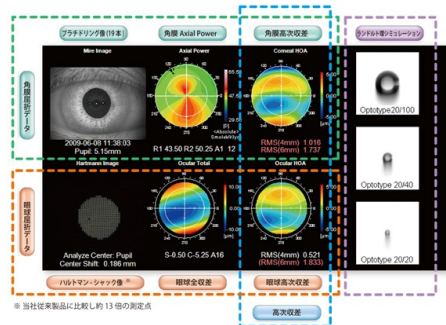 プラチドリング像(19本)
角膜 Axial Power
角膜高次収差
ランドルト環シミュレーション
角膜屈折データ
Mire Image
Axial Power
Corneal HOA
2009-06-08 11:38:03
Pupil: 5.15mm
R1 43.50 R2 50.25 A1 12
RMS(4mm) 1.016
RMS(6mm) 1.737
Optotype20/100
眼球屈折データ
Hartmann Image
Ocular Total
Ocular HOA
Analyze Center: Pupil
Center Shift: 0.186 mm
S-0.50 C-5.25 A16
RMS(4mm) 0.521
(RMS(6mm) 1.833)
Optotype 20/40
Optotype 20/20
ハルトマン・シャック像 ※
眼球全収差
眼球高次収差
※ 当社従来製品に比較し約 13 倍の測定点
高次収差